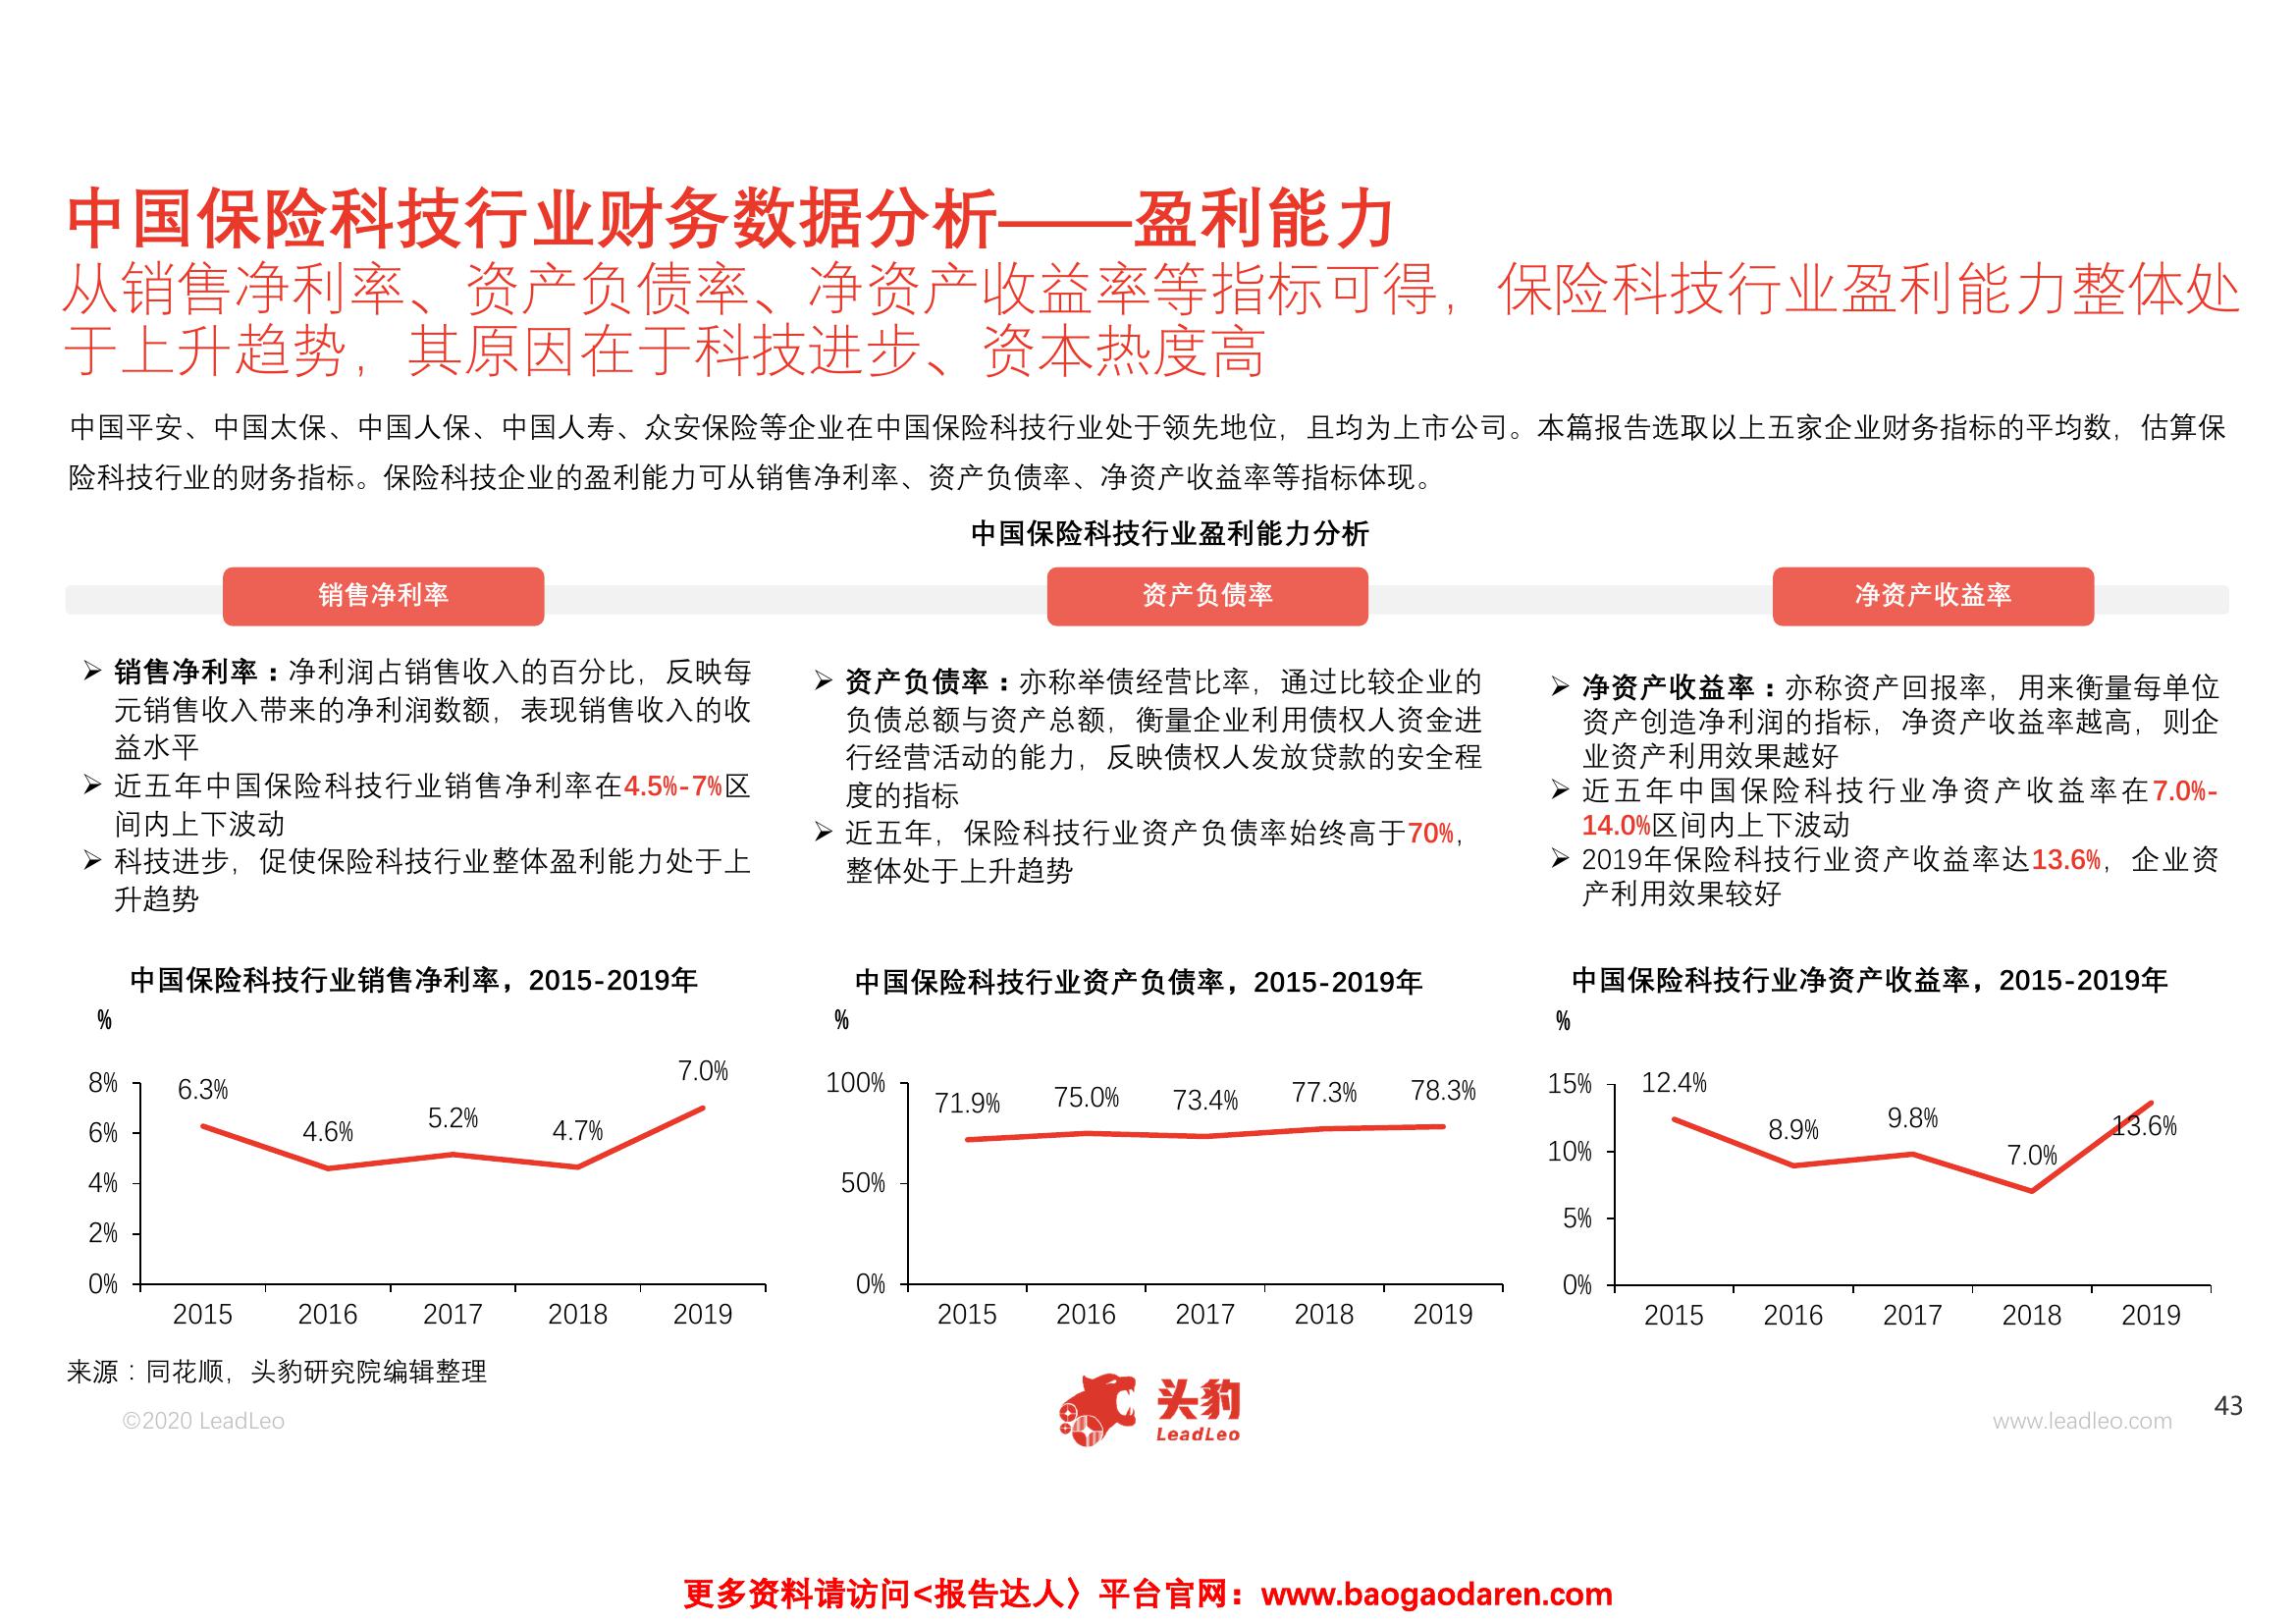 中国保险科技行业财务数据分析——盈利能力
从销售净利率、资产负债率、净资产收益率等指标可得，保险科技行业盈利能力整体处
于上升趋势，其原因在于科技进步、资本热度高
中国平安、中国太保、中国人保、中国人寿、众安保险等企业在中国保险科技行业处于领先地位，且均为上市公司。本篇报告选取以上五家企业财务指标的平均数，估算保
险科技行业的财务指标。保险科技企业的盈利能力可从销售净利率、资产负债率、净资产收益率等指标体现。
中国保险科技行业盈利能力分析
销售净利率
➢ 销售净利率：净利润占销售收入的百分比，反映每
元销售收入带来的净利润数额，表现销售收入的收
益水平
➢ 近五年中国保险科技行业销售净利率在4.5%-7%区
间内上下波动
➢ 科技进步，促使保险科技行业整体盈利能力处于上
升趋势
资产负债率
➢ 资产负债率：亦称举债经营比率，通过比较企业的
负债总额与资产总额，衡量企业利用债权人资金进
行经营活动的能力，反映债权人发放贷款的安全程
度的指标
➢ 近五年，保险科技行业资产负债率始终高于70%，
整体处于上升趋势
净资产收益率
➢ 净资产收益率：亦称资产回报率，用来衡量每单位
资产创造净利润的指标，净资产收益率越高，则企
业资产利用效果越好
➢ 近五年中国保险科技行业净资产收益率在7.0%-
14.0%区间内上下波动
➢ 2019年保险科技行业资产收益率达13.6%，企业资
产利用效果较好
中国保险科技行业销售净利率，2015-2019年
%
8%
6%
4%
2%
0%
6.3%
4.6%
5.2%
4.7%
7.0%
2015 2016 2017 2018 2019
中国保险科技行业资产负债率，2015-2019年
%
100%
50%
0%
71.9%
75.0%
73.4%
77.3%
78.3%
2015 2016 2017 2018 2019
中国保险科技行业净资产收益率，2015-2019年
%
15%
10%
5%
0%
12.4%
8.9%
9.8%
7.0%
13.6%
2015 2016 2017 2018 2019
来源：同花顺，头豹研究院编辑整理
©2020 LeadLeo
头豹
LeadLeo
www.leadleo.com
43
更多资料请访问<报告达人〉平台官网：www.baogaodaren.com